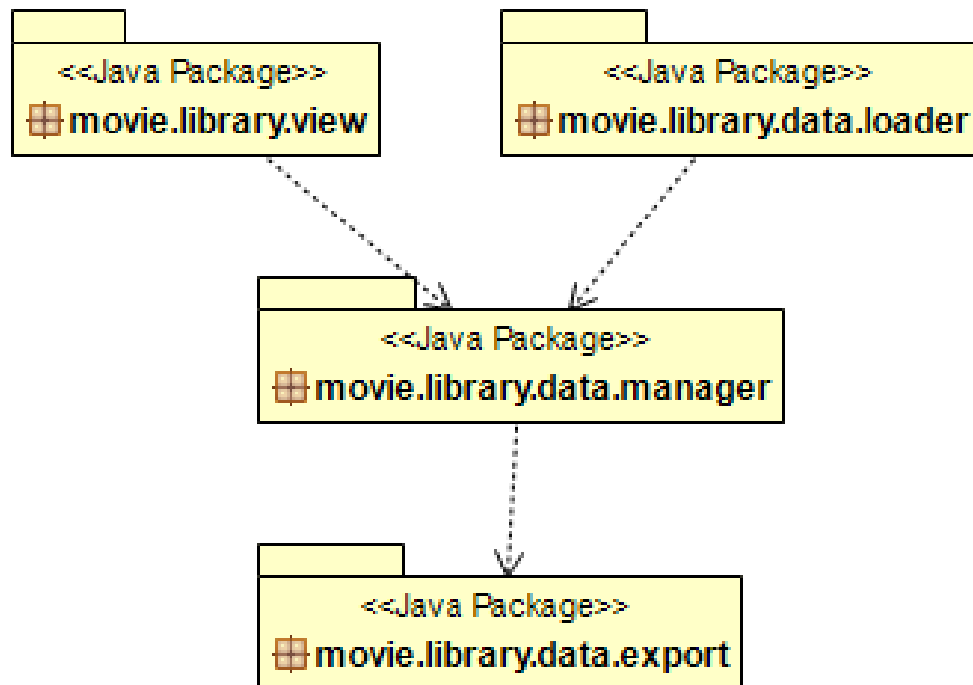 <<Java Package>>
movie.library.view
<<Java Package>>
movie.library.data.loader
<<Java Package>>
movie.library.data.manager
<<Java Package>>
movie.library.data.export